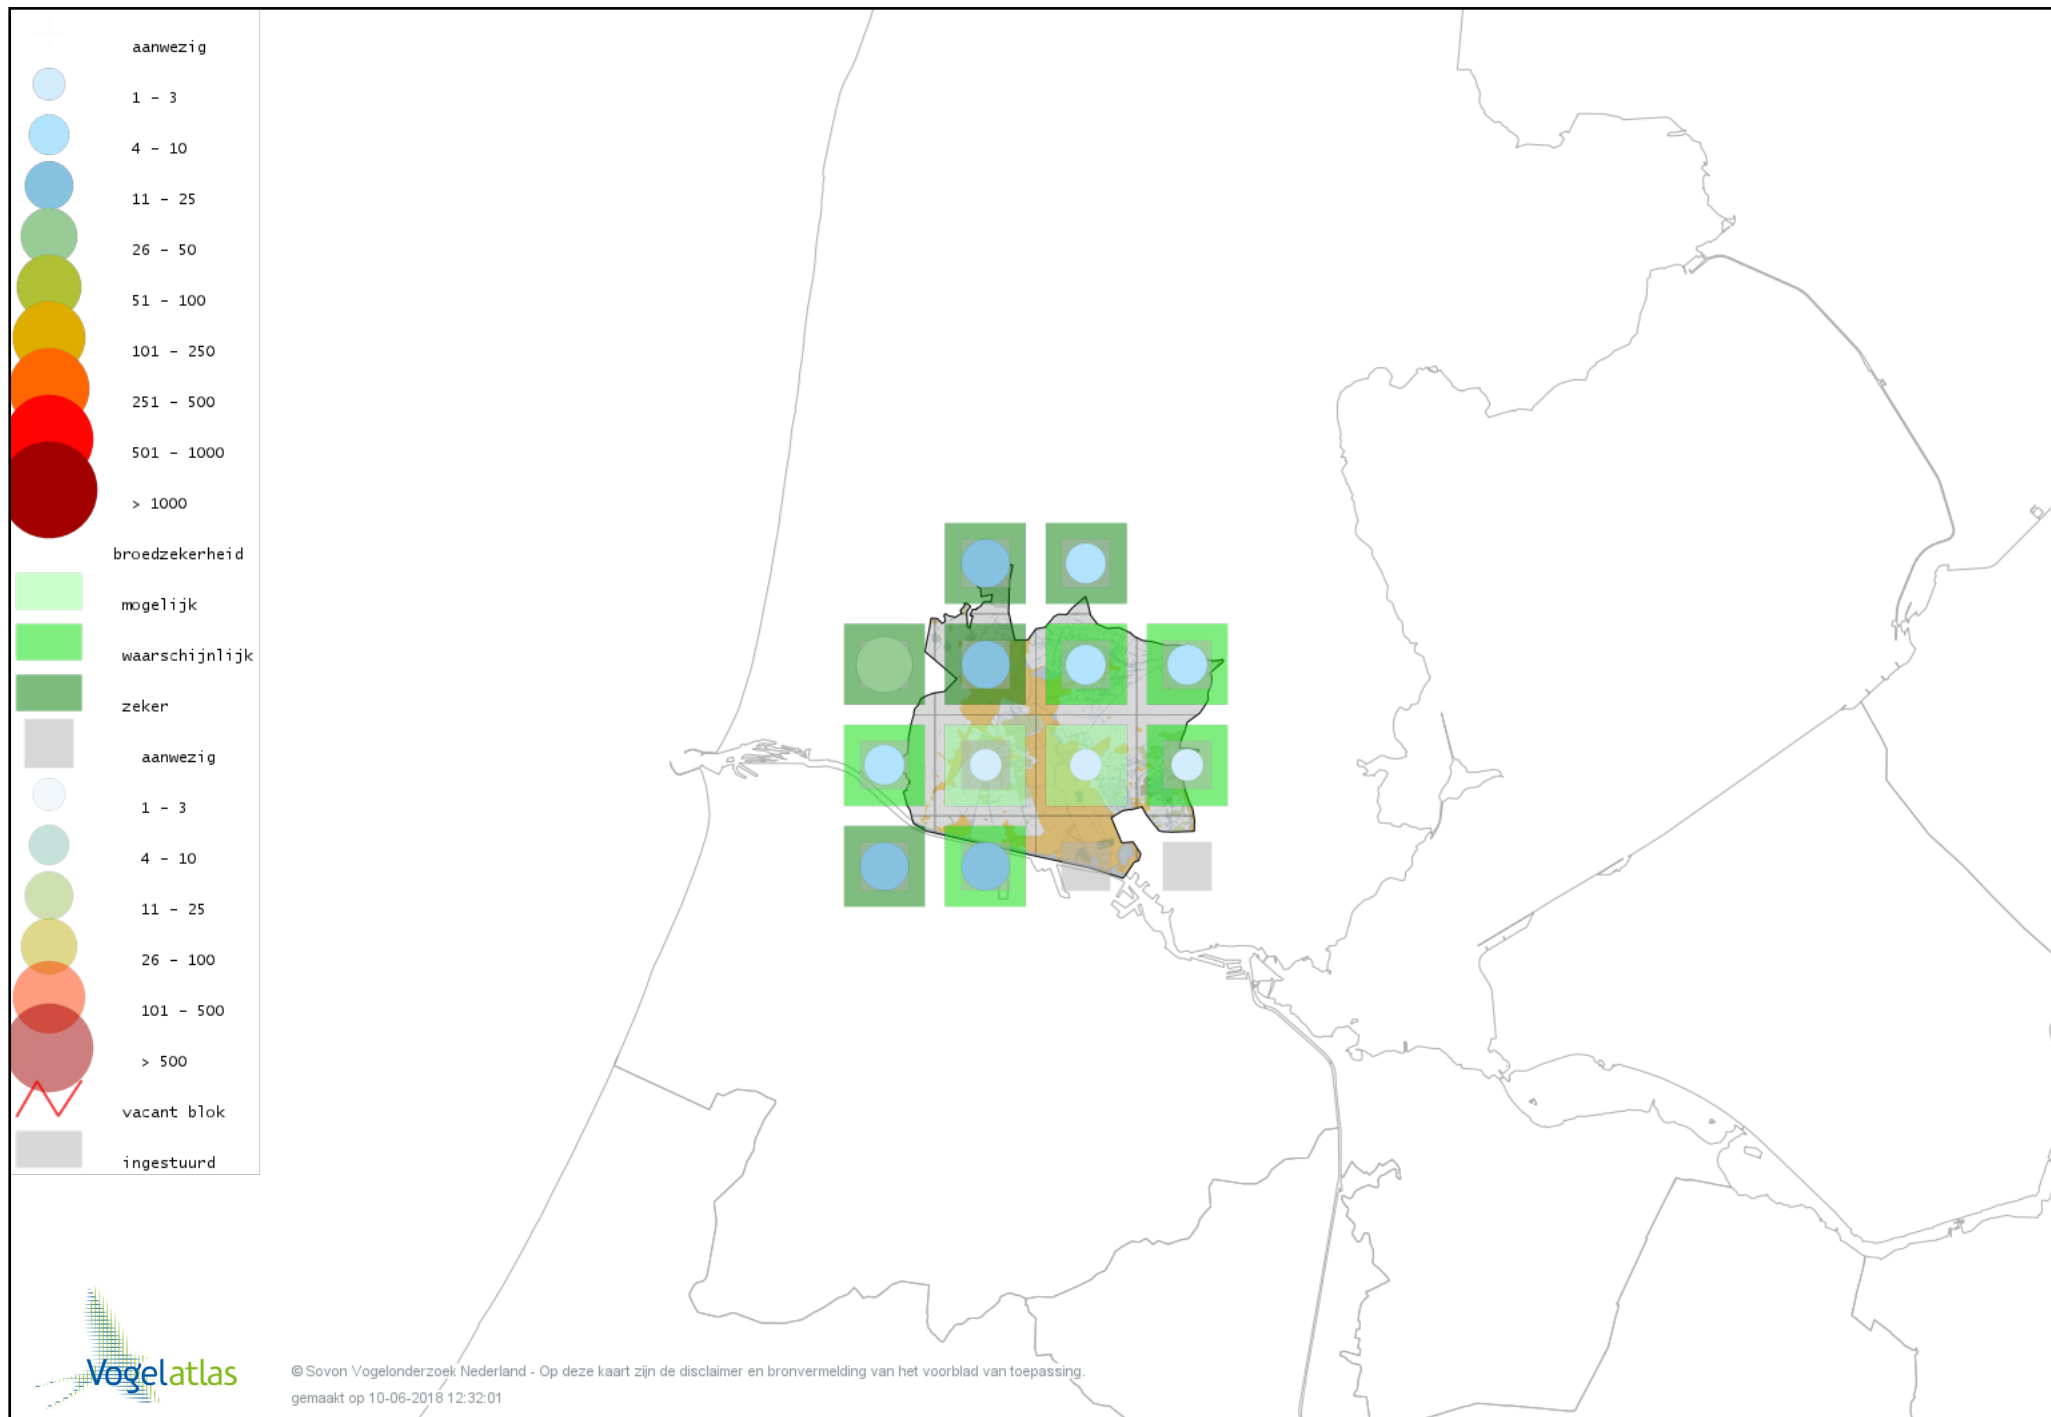 aanwezig
1 - 3
4 - 10
11 - 25
26 - 50
51 - 100
101 - 250
251 - 500
501 - 1000
> 1000
broedzekerheid
mogelijk
waarschijnlijk
zeker
aanwezig
1 - 3
4 - 10
11 - 25
26 - 100
101 - 500
> 500
vacant blok
ingestuurd
Vogelatlas
© Sovon Vogelonderzoek Nederland - Op deze kaart zijn de disclaimer en bronvermelding van het voorblad van toepassing.
gemaakt op 10-06-2018 12:32:01